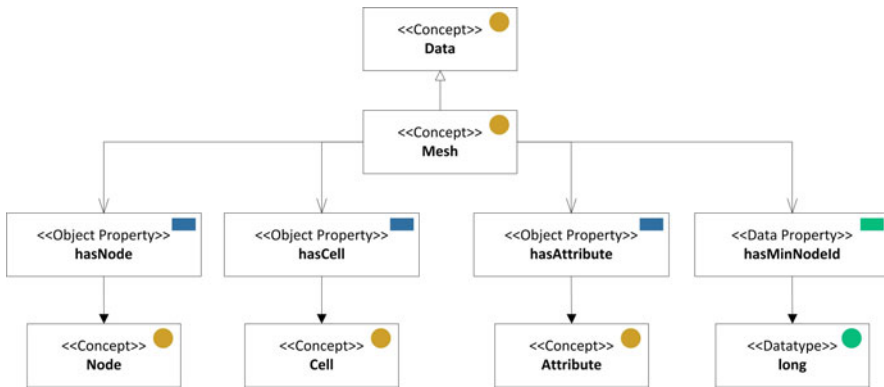 <<Concept>>
Data
<<Concept>>
Mesh
<<Object Property>>
hasNode
<<Object Property>>
hasCell
<<Object Property>>
hasAttribute
<<Data Property>>
hasMinNodeId
<<Concept>>
Node
<<Concept>>
Cell
<<Concept>>
Attribute
<<Datatype>>
long